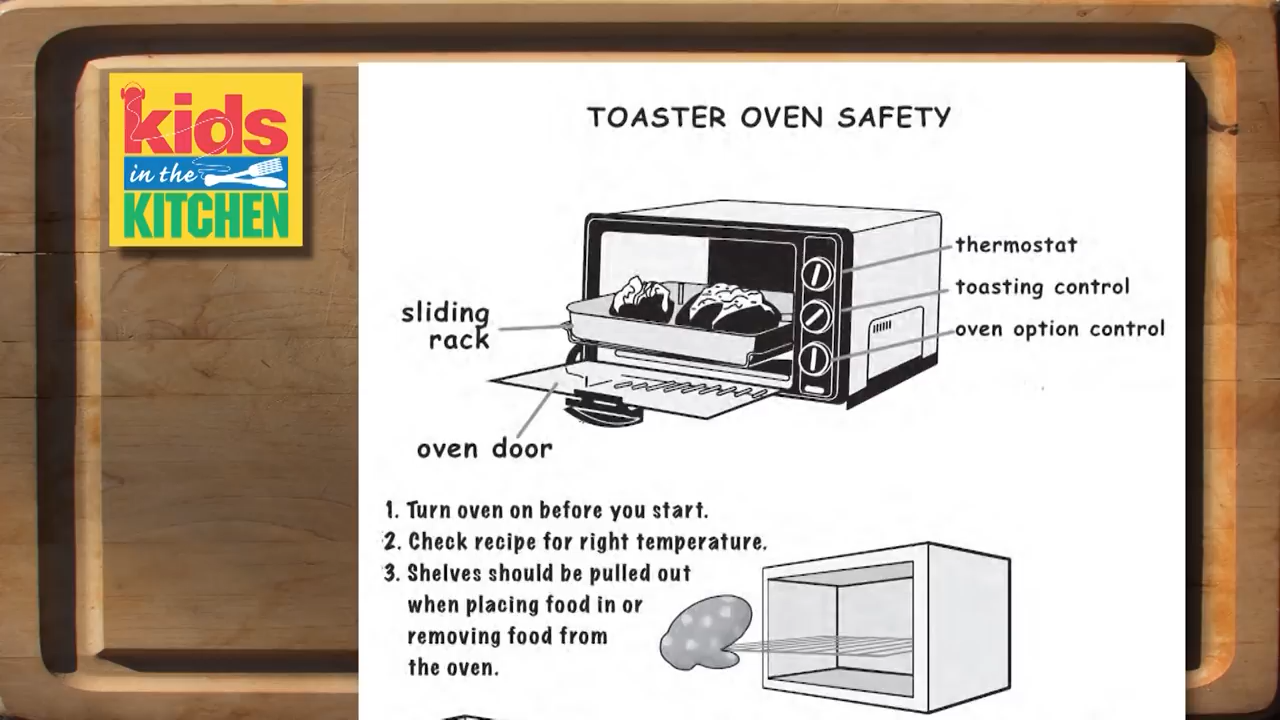 kids
in the
KITCHEN
TOASTER OVEN SAFETY
thermostat
toasting control
oven option control
sliding
rack
oven door
1. Turn oven on before you start.
2. Check recipe for right temperature.
3. Shelves should be pulled out
when placing food in or
removing food from
the oven.